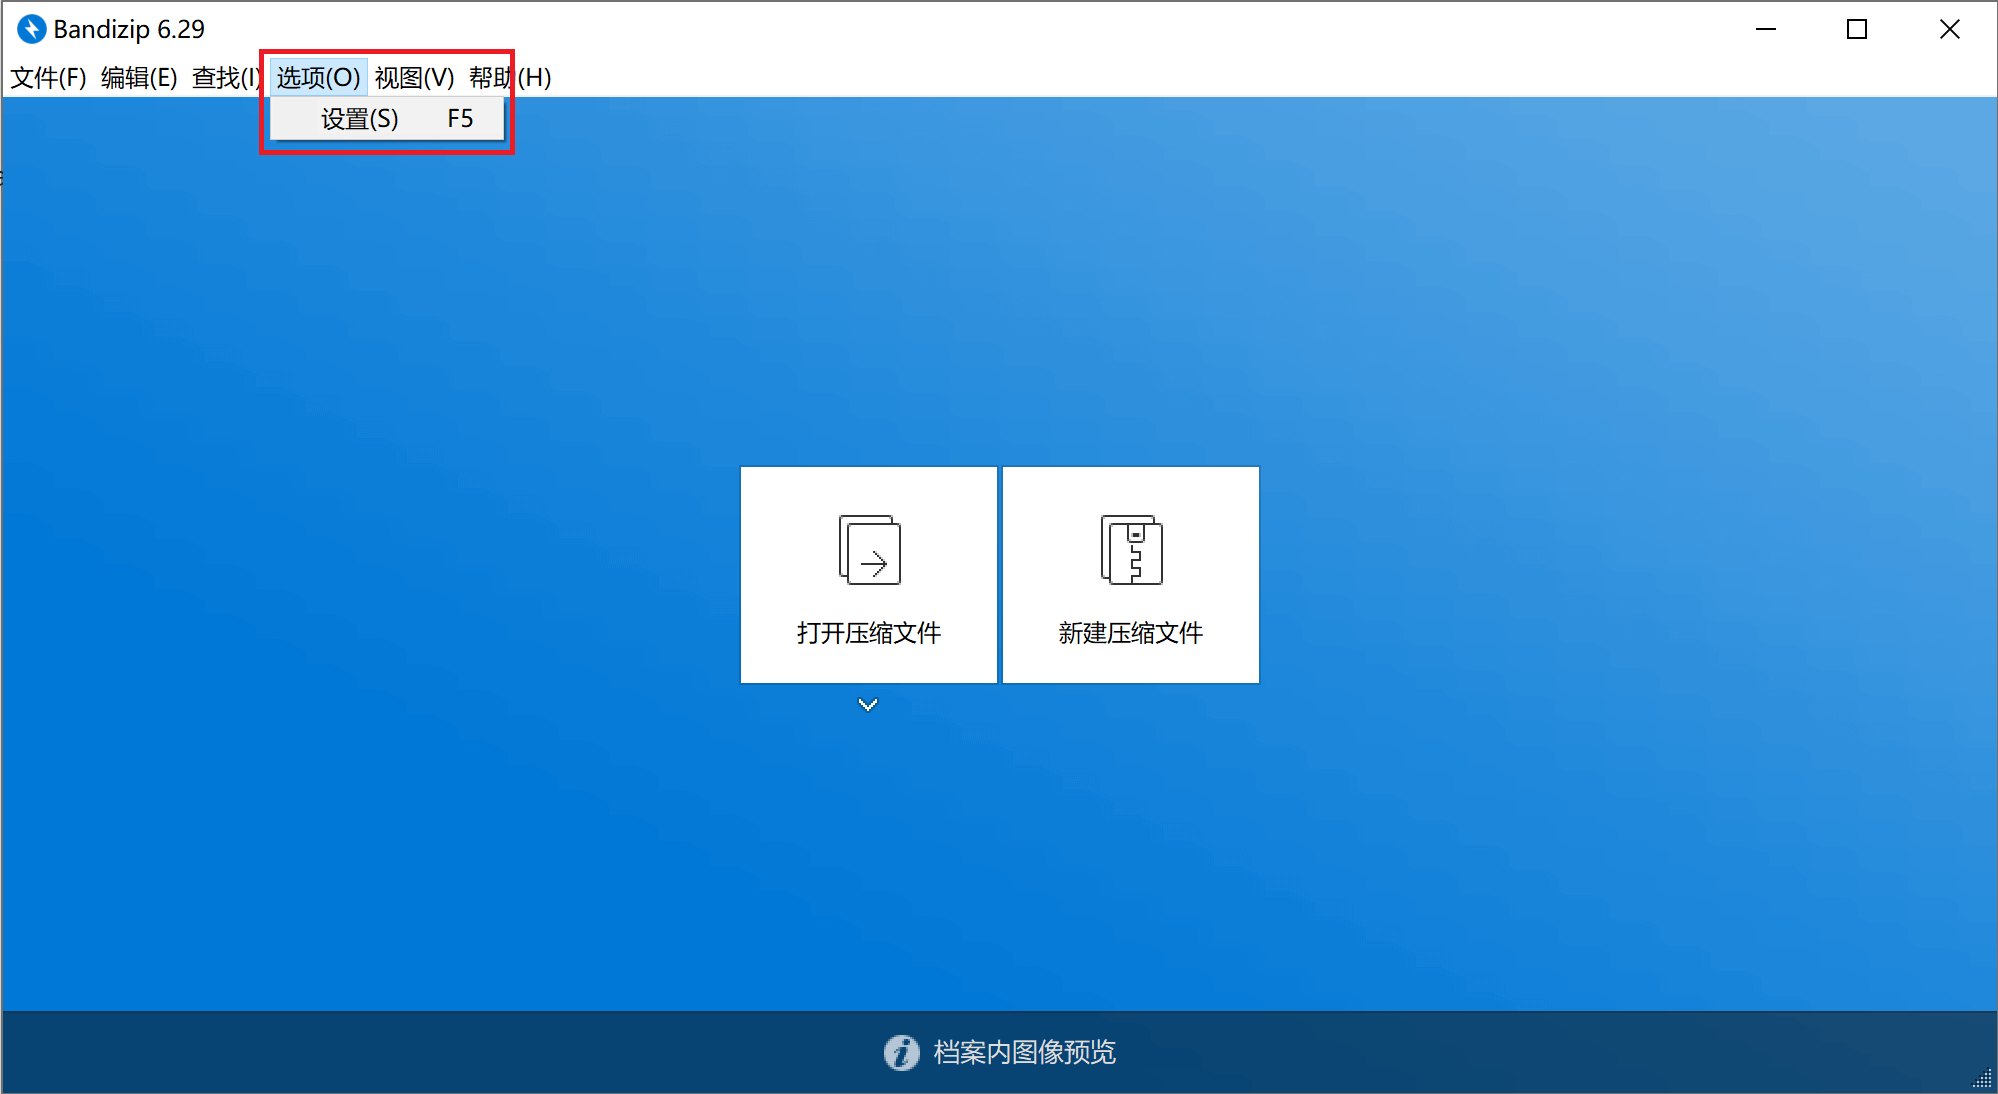 Bandizip 6.29
文件(F) 编辑(E) 查找(I) 选项(O) 视图(V) 帮助(H)
设置(S) F5
打开压缩文件 新建压缩文件
档案内图像预览